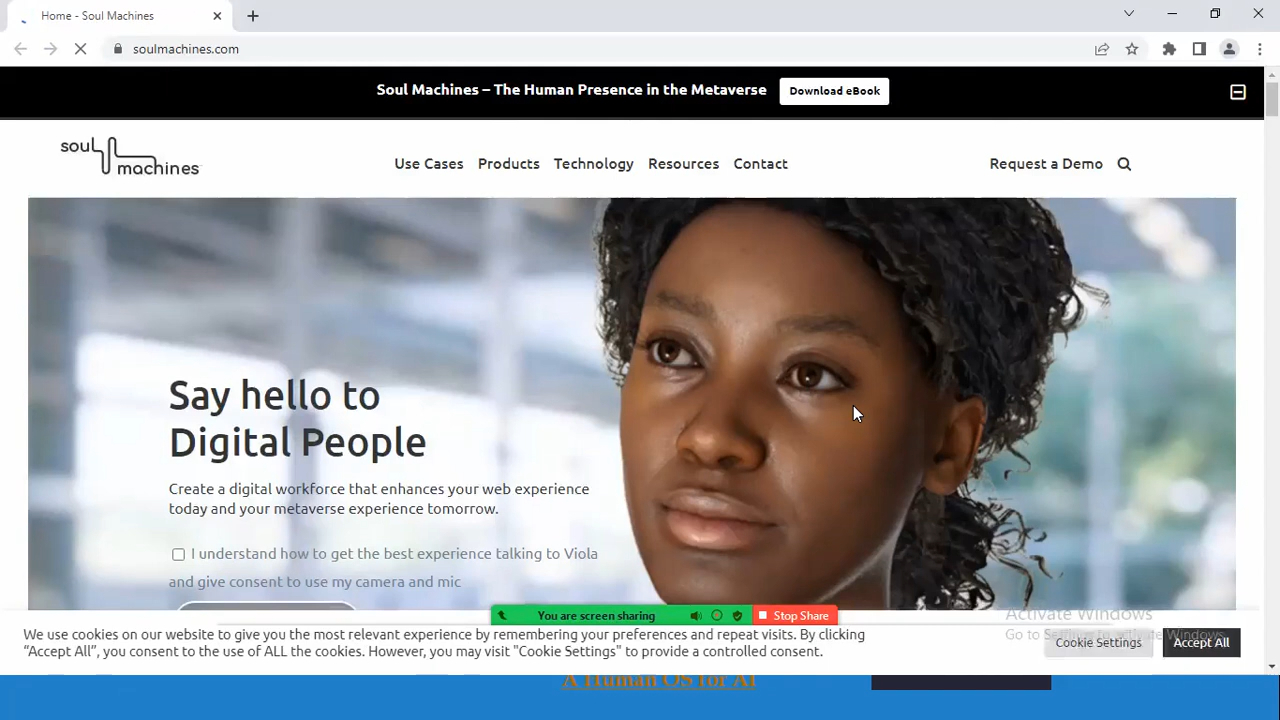 Home - Soul Machines
soulmachines.com
Soul Machines – The Human Presence in the Metaverse
Download eBook
soul machines
Use Cases
Products
Technology
Resources
Contact
Request a Demo
Say hello to
Digital People
Create a digital workforce that enhances your web experience
today and your metaverse experience tomorrow.
I understand how to get the best experience talking to Viola
and give consent to use my camera and mic
You are screen sharing
Stop Share
Activate Windows
Go to Settings to activate Windows.
We use cookies on our website to give you the most relevant experience by remembering your preferences and repeat visits. By clicking
“Accept All”, you consent to the use of ALL the cookies. However, you may visit "Cookie Settings" to provide a controlled consent.
Cookie Settings
Accept All
A Human OS for AI